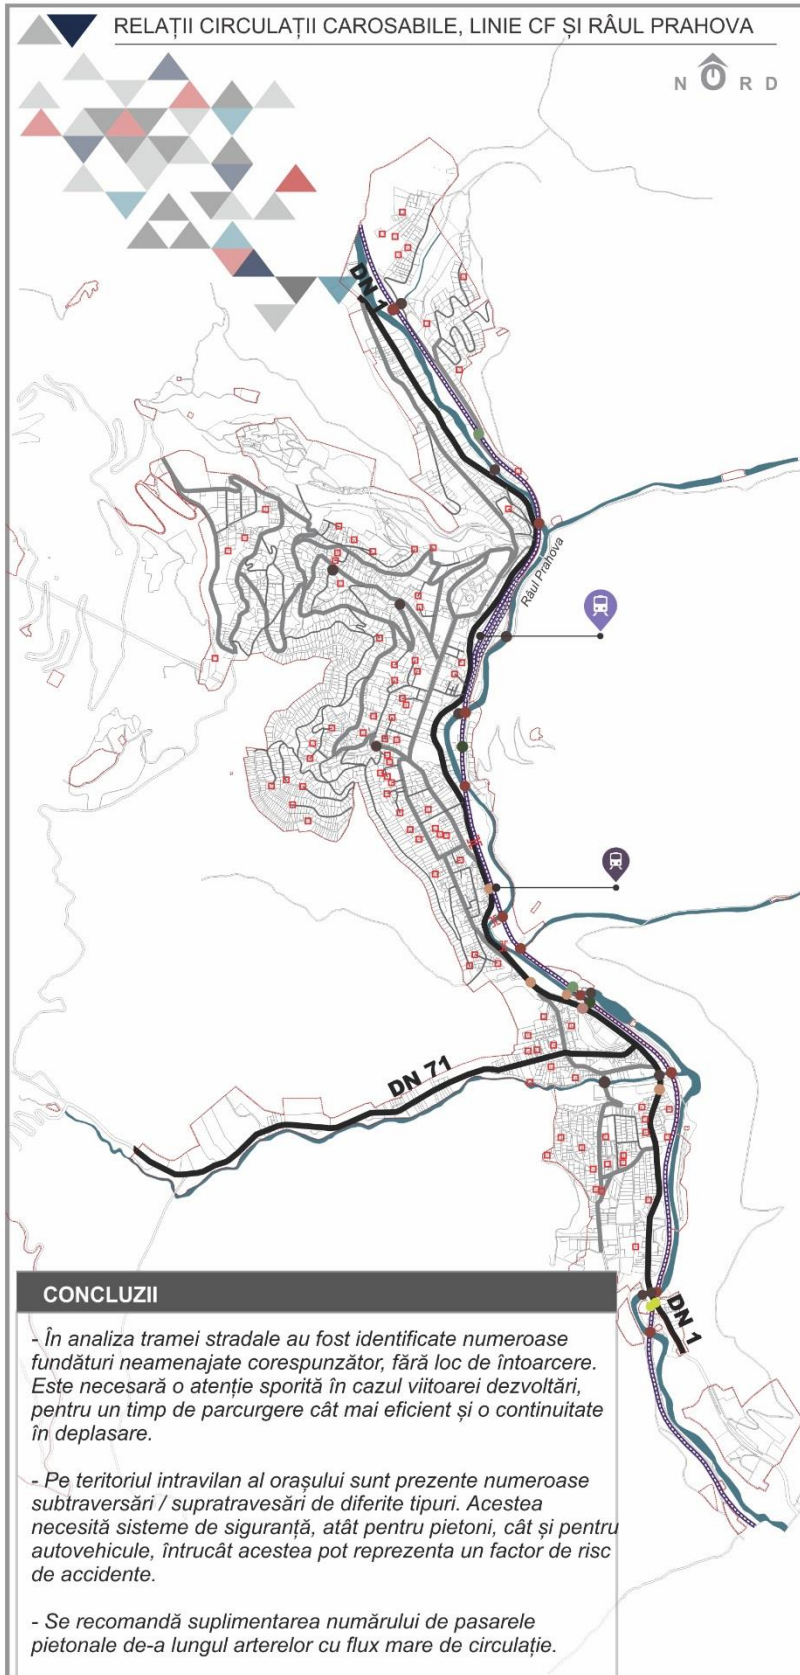 RELAȚII CIRCULAȚII CAROSABILE, LINIE CF ȘI RÂUL PRAHOVA
NORD
DN 1
Râul Prahova
DN 71
DN 1
CONCLUZII
- În analiza tramei stradale au fost identificate numeroase
fundături neamenajate corespunzător, fără loc de întoarcere.
Este necesară o atenție sporită în cazul viitoarei dezvoltări,
pentru un timp de parcurgere cât mai eficient și o continuitate
în deplasare.
- Pe teritoriul intravilan al orașului sunt prezente numeroase
subtraversări / supratravesări de diferite tipuri. Acestea
necesită sisteme de siguranță, atât pentru pietoni, cât și pentru
autovehicule, întrucât acestea pot reprezenta un factor de risc
de accidente.
- Se recomandă suplimentarea numărului de pasarele
pietonale de-a lungul arterelor cu flux mare de circulație.